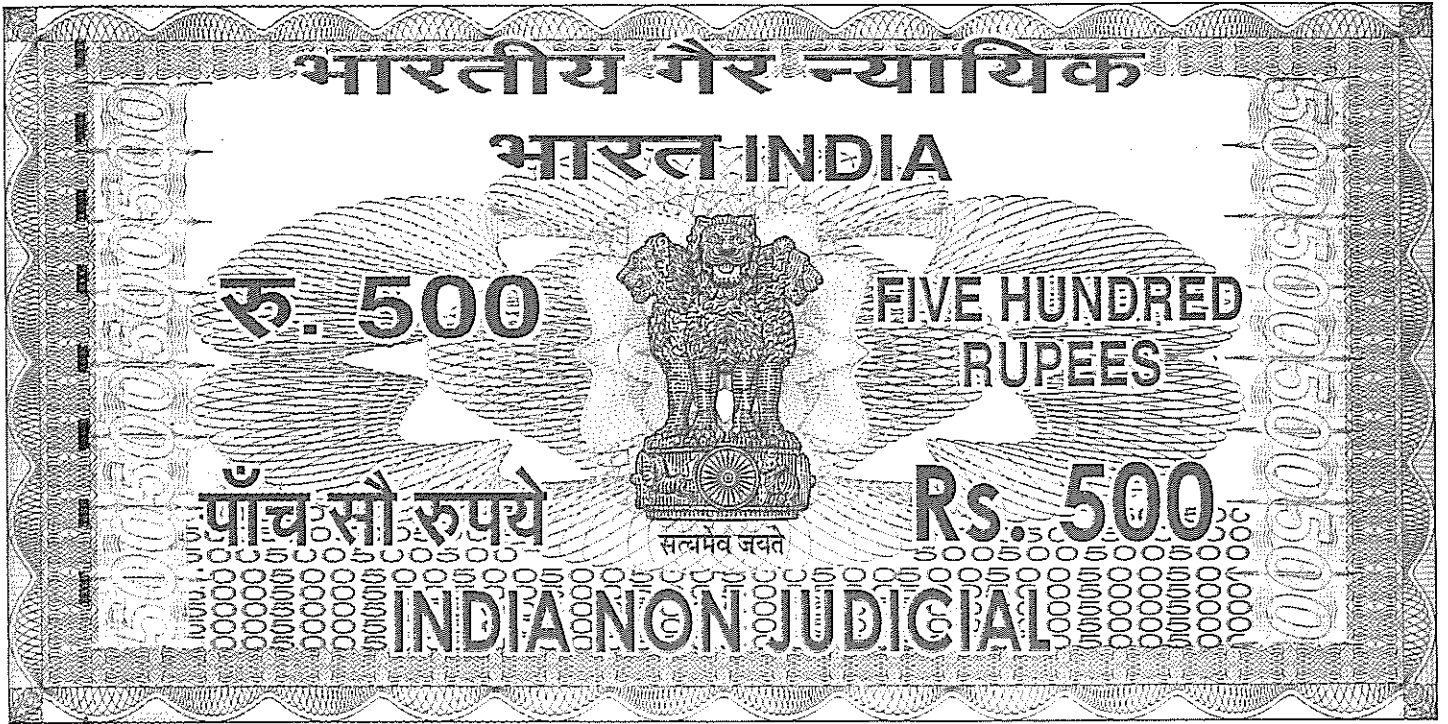 भारतीय गैर न्यायिक
भारत INDIA
रु. 500
FIVE HUNDRED
RUPEES
पाँच सौ रुपये
Rs. 500
सत्यमेव जयते
INDIA NON JUDICIAL